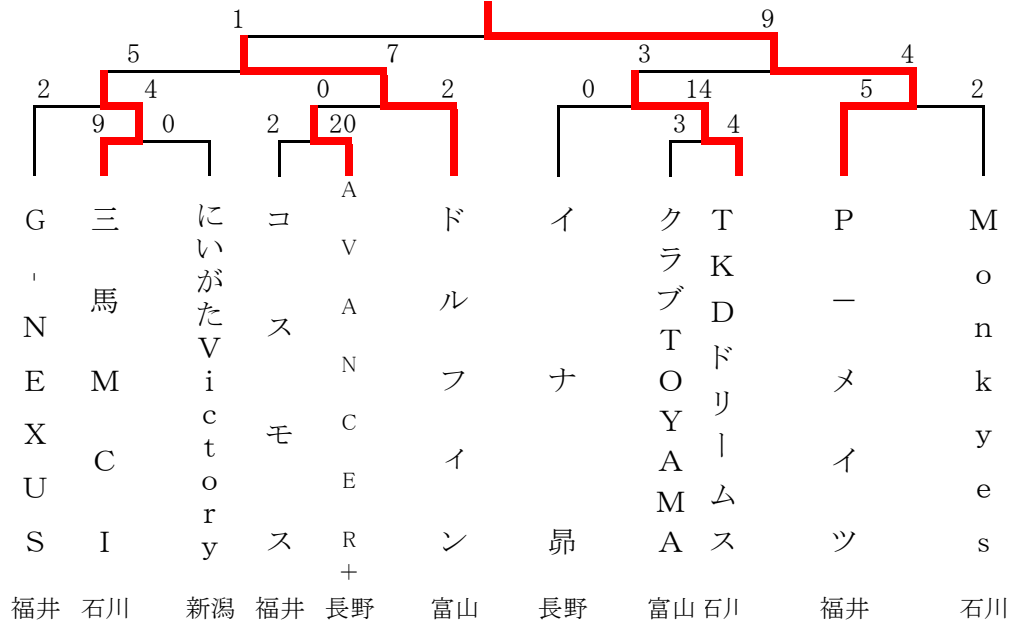 1 9
5 7 3 4
2 4 0 2 0 14 5 2
9 0 2 20 3 4
G-NEXUS
三馬MCI
にいがたVictory
コスモス
AVANCER+
ドルフィン
イナ昴
クラブTOYAMA
TKDドリームス
P－メイツ
Monkyes
福井 石川 新潟 福井 長野 富山 長野 富山 石川 福井 石川